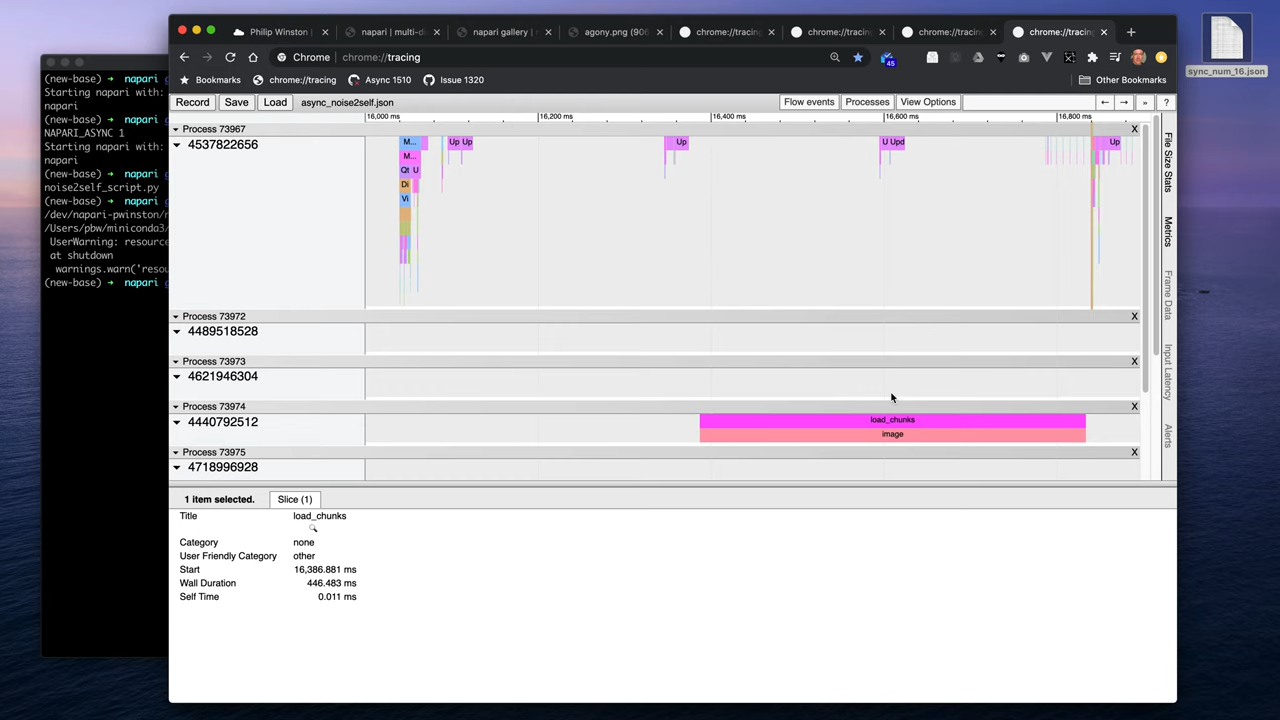 Philip Winston |
napari | multi-di
napari gallery | n
agony.png (906
chrome://tracing
chrome://tracing
chrome://tracing
chrome://tracing
sync_num_16.json
Chrome chrome://tracing
45
Bookmarks chrome://tracing Async 1510 Issue 1320 Other Bookmarks
Record Save Load async_noise2self.json Flow events Processes View Options ← → » ?
16,000 ms 16,200 ms 16,400 ms 16,600 ms 16,800 ms
Process 73967 X
4537822656
M... Up Up Up U Upd Up
M...
Qt U
Di
Vi
Process 73972 X
4489518528
Process 73973 X
4621946304
Process 73974 X
4440792512 load_chunks
image
Process 73975 X
4718996928
File Size Stats
Metrics
Frame Data
Input Latency
Alerts
1 item selected. Slice (1)
Title load_chunks
Category none
User Friendly Category other
Start 16,386.881 ms
Wall Duration 446.483 ms
Self Time 0.011 ms
(new-base) ➜ napari g
Starting napari with:
napari
NAPARI_ASYNC 1
Starting napari with:
napari
(new-base) ➜ napari g
noise2self_script.py
(new-base) ➜ napari g
/dev/napari-pwinston/n
/Users/pbw/miniconda3/
UserWarning: resource
at shutdown
warnings.warn('resou
(new-base) ➜ napari g